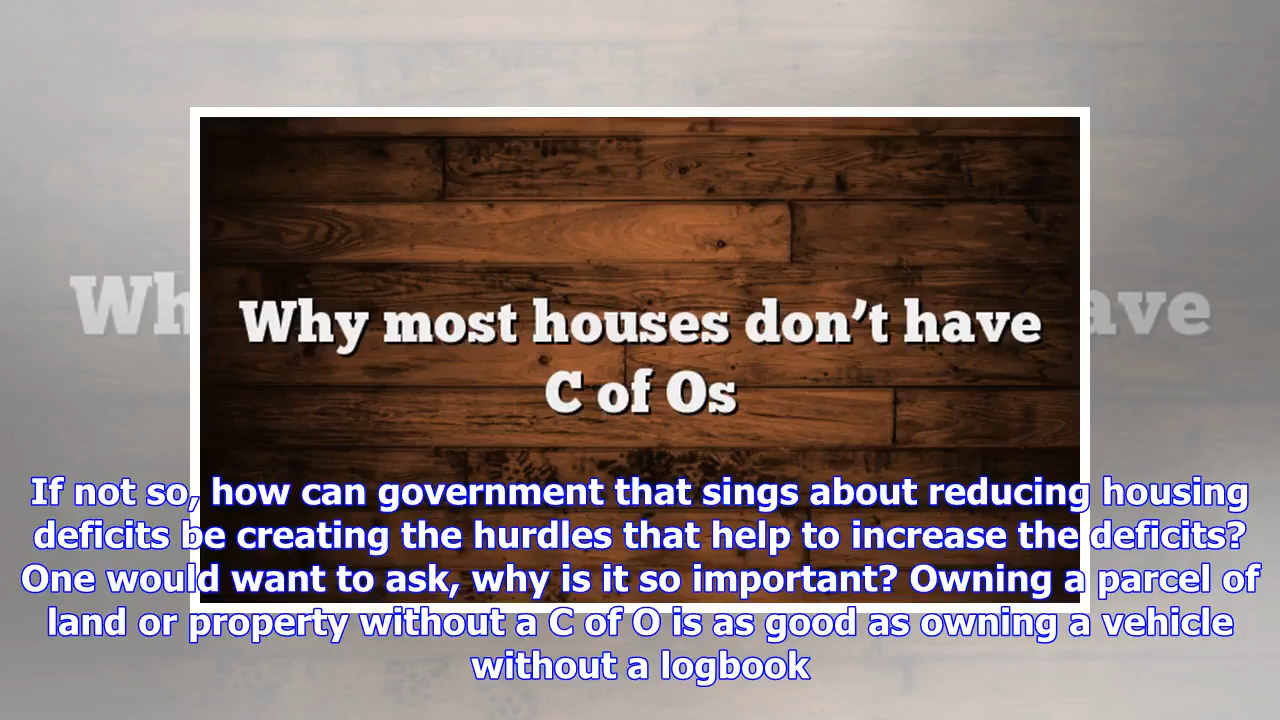 Why most houses don’t have
C of Os
Wh
ave
If not so, how can government that sings about reducing housing
deficits be creating the hurdles that help to increase the deficits?
One would want to ask, why is it so important? Owning a parcel of
land or property without a C of O is as good as owning a vehicle
without a logbook